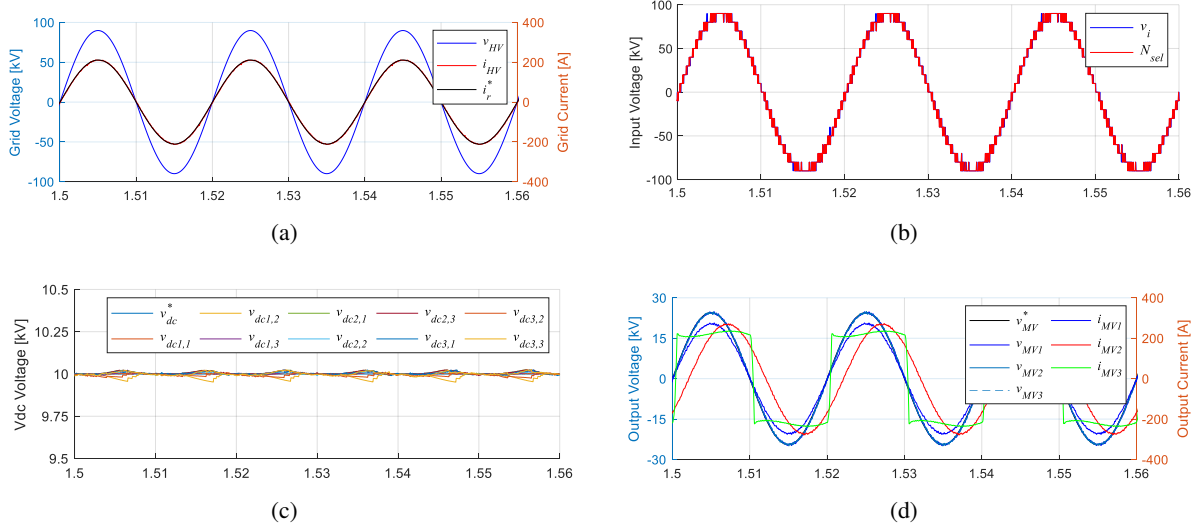 100
50
0
-50
-100
Grid Voltage [kV]
400
200
0
-200
-400
Grid Current [A]
v_HV
i_HV
i_r^*
1.5
1.51
1.52
1.53
1.54
1.55
1.56
(a)
100
50
0
-50
-100
Input Voltage [kV]
v_i
N_sel
1.5
1.51
1.52
1.53
1.54
1.55
1.56
(b)
10.5
10.25
10
9.75
9.5
Vdc Voltage [kV]
v_dc^* v_dc1,2 v_dc2,1 v_dc2,3 v_dc3,2
v_dc1,1 v_dc1,3 v_dc2,2 v_dc3,1 v_dc3,3
1.5
1.51
1.52
1.53
1.54
1.55
1.56
(c)
30
15
0
-15
-30
Output Voltage [kV]
400
200
0
-200
-400
Output Current [A]
v_MV^* i_MV1
v_MV1 i_MV2
v_MV2 i_MV3
v_MV3
1.5
1.51
1.52
1.53
1.54
1.55
1.56
(d)